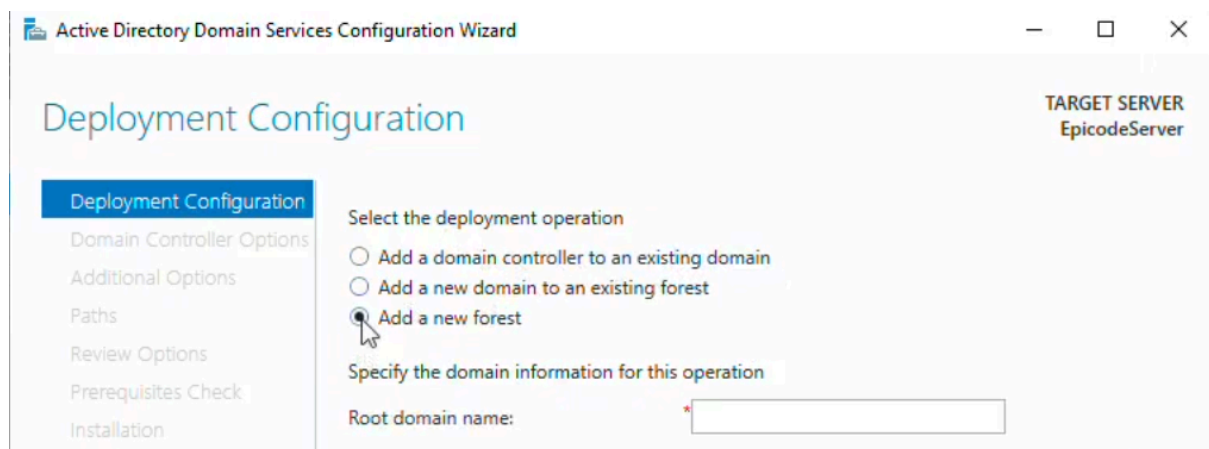 Active Directory Domain Services Configuration Wizard
Deployment Configuration
TARGET SERVER
EpicodeServer
Deployment Configuration
Domain Controller Options
Additional Options
Paths
Review Options
Prerequisites Check
Installation
Select the deployment operation
Add a domain controller to an existing domain
Add a new domain to an existing forest
Add a new forest
Specify the domain information for this operation
Root domain name:
*